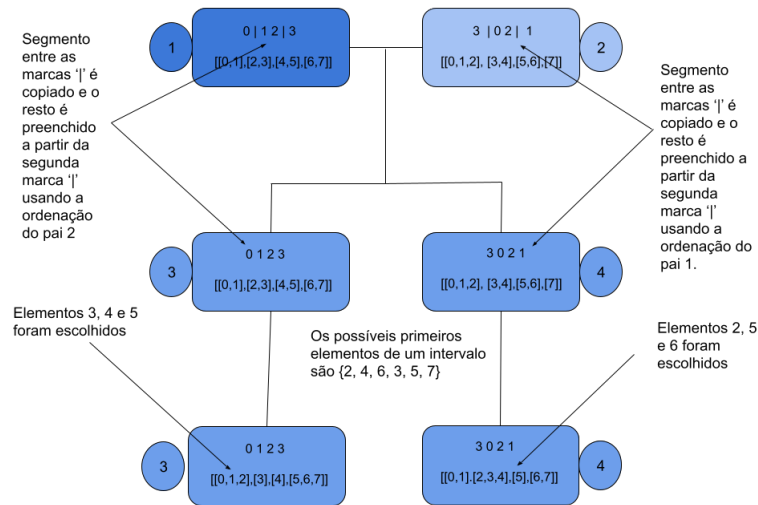 Segmento
entre as
marcas ‘|’ é
copiado e o
resto é
preenchido
a partir da
segunda
marca ‘|’
usando a
ordenação
do pai 2
1
0 | 1 2 | 3
[[0,1],[2,3],[4,5],[6,7]]
3 | 0 2 | 1
[[0,1,2], [3,4],[5,6],[7]]
2
Segmento
entre as
marcas ‘|’ é
copiado e o
resto é
preenchido a
partir da
segunda
marca ‘|’
usando a
ordenação do
pai 1.
3
0 1 2 3
[[0,1],[2,3],[4,5],[6,7]]
3 0 2 1
[[0,1,2], [3,4],[5,6],[7]]
4
Elementos 3, 4 e 5
foram escolhidos
Os possíveis primeiros
elementos de um intervalo
são {2, 4, 6, 3, 5, 7}
Elementos 2, 5
e 6 foram
escolhidos
3
0 1 2 3
[[0,1,2],[3],[4],[5,6,7]]
3 0 2 1
[[0,1].[2,3,4],[5],[6,7]]
4